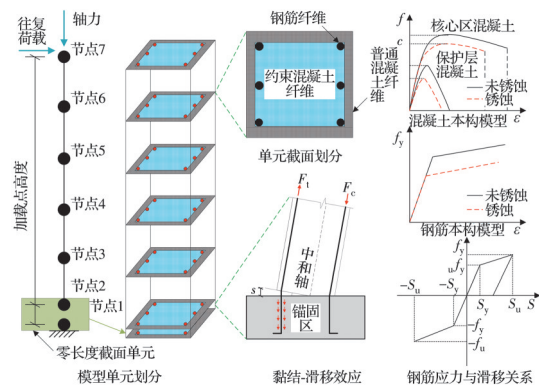 往复
荷载
轴力
节点7
节点6
节点5
节点4
节点3
节点2
节点1
加载点高度
零长度截面单元
模型单元划分
钢筋纤维
约束混凝土
纤维
普通
混凝
土纤
维
单元截面划分
F_t
F_c
中和轴
s
锚固
区
黏结-滑移效应
f
c
核心区混凝土
保护层
混凝土
未锈蚀
锈蚀
ε
混凝土本构模型
f_y
未锈蚀
锈蚀
ε
钢筋本构模型
f_y
u
f_y
-S_u
-S_y
S_y
S_u
S
-f_y
-f_u
钢筋应力与滑移关系